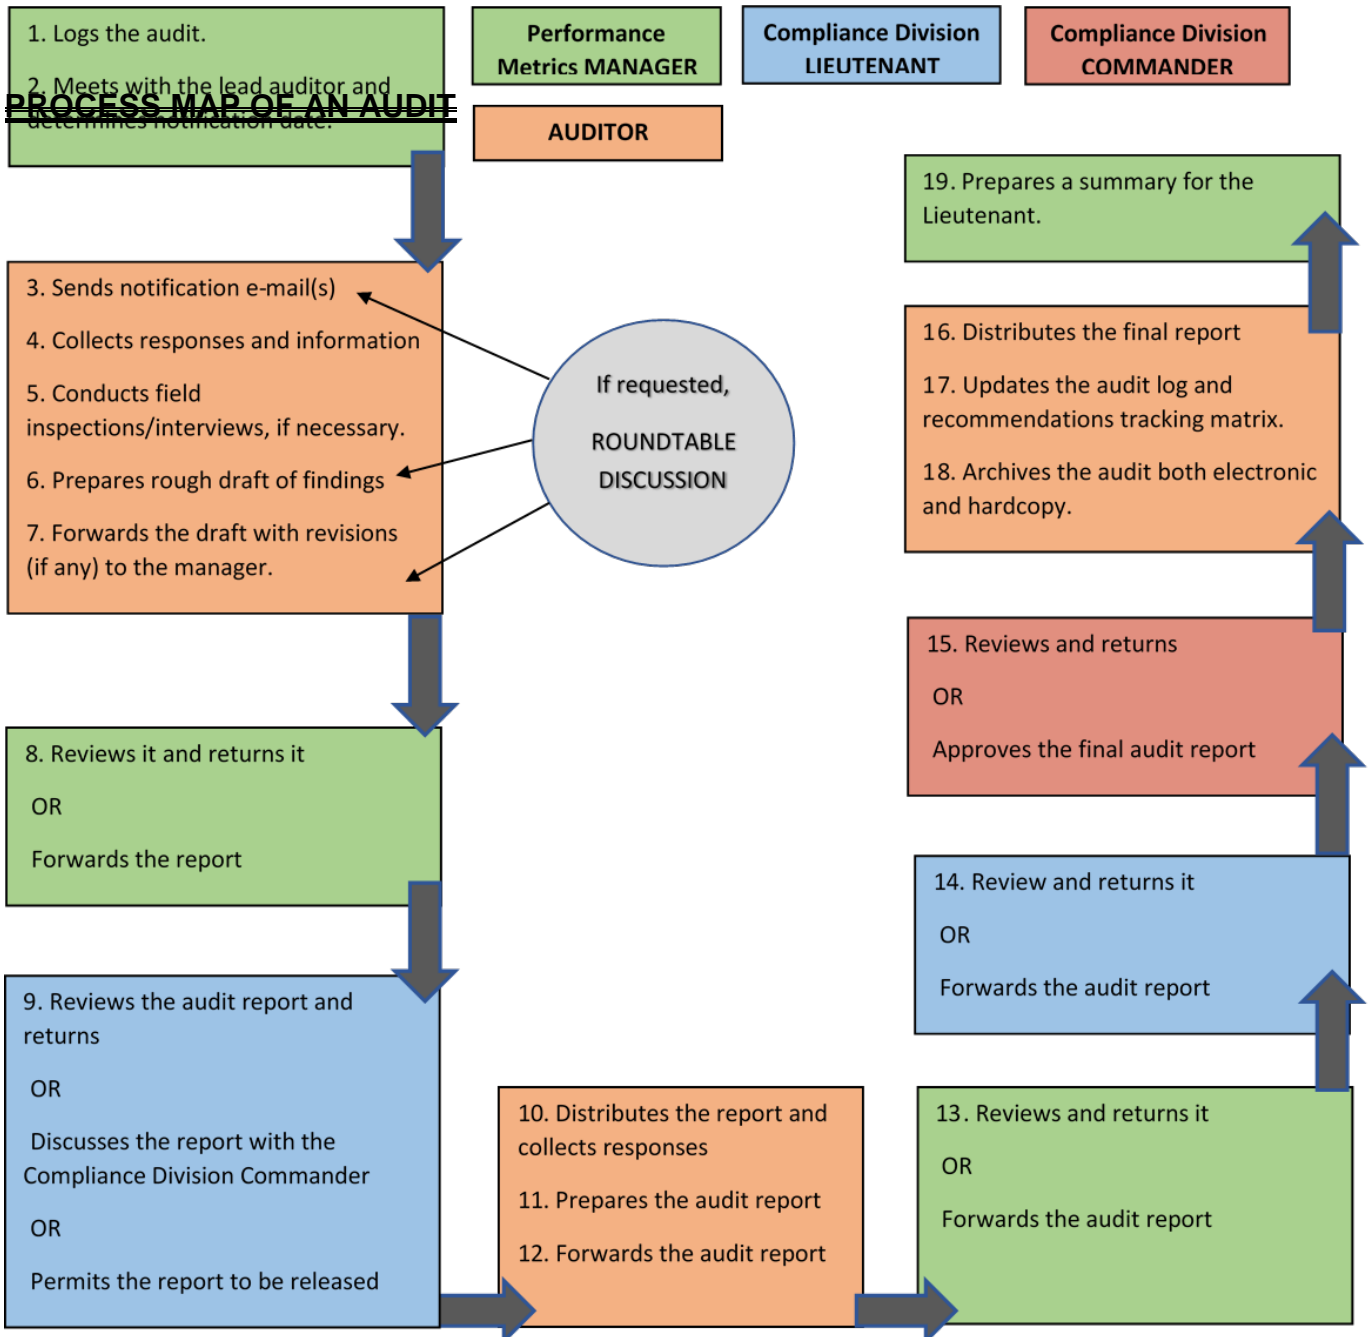 1. Logs the audit.
2. Meets with the lead auditor and
determines notification date.
PROCESS MAP OF AN AUDIT
Performance
Metrics MANAGER
Compliance Division
LIEUTENANT
Compliance Division
COMMANDER
AUDITOR
3. Sends notification e-mail(s)
4. Collects responses and information
5. Conducts field
inspections/interviews, if necessary.
6. Prepares rough draft of findings
7. Forwards the draft with revisions
(if any) to the manager.
If requested,
ROUNDTABLE
DISCUSSION
8. Reviews it and returns it
OR
Forwards the report
9. Reviews the audit report and
returns
OR
Discusses the report with the
Compliance Division Commander
OR
Permits the report to be released
10. Distributes the report and
collects responses
11. Prepares the audit report
12. Forwards the audit report
13. Reviews and returns it
OR
Forwards the audit report
14. Review and returns it
OR
Forwards the audit report
15. Reviews and returns
OR
Approves the final audit report
16. Distributes the final report
17. Updates the audit log and
recommendations tracking matrix.
18. Archives the audit both electronic
and hardcopy.
19. Prepares a summary for the
Lieutenant.